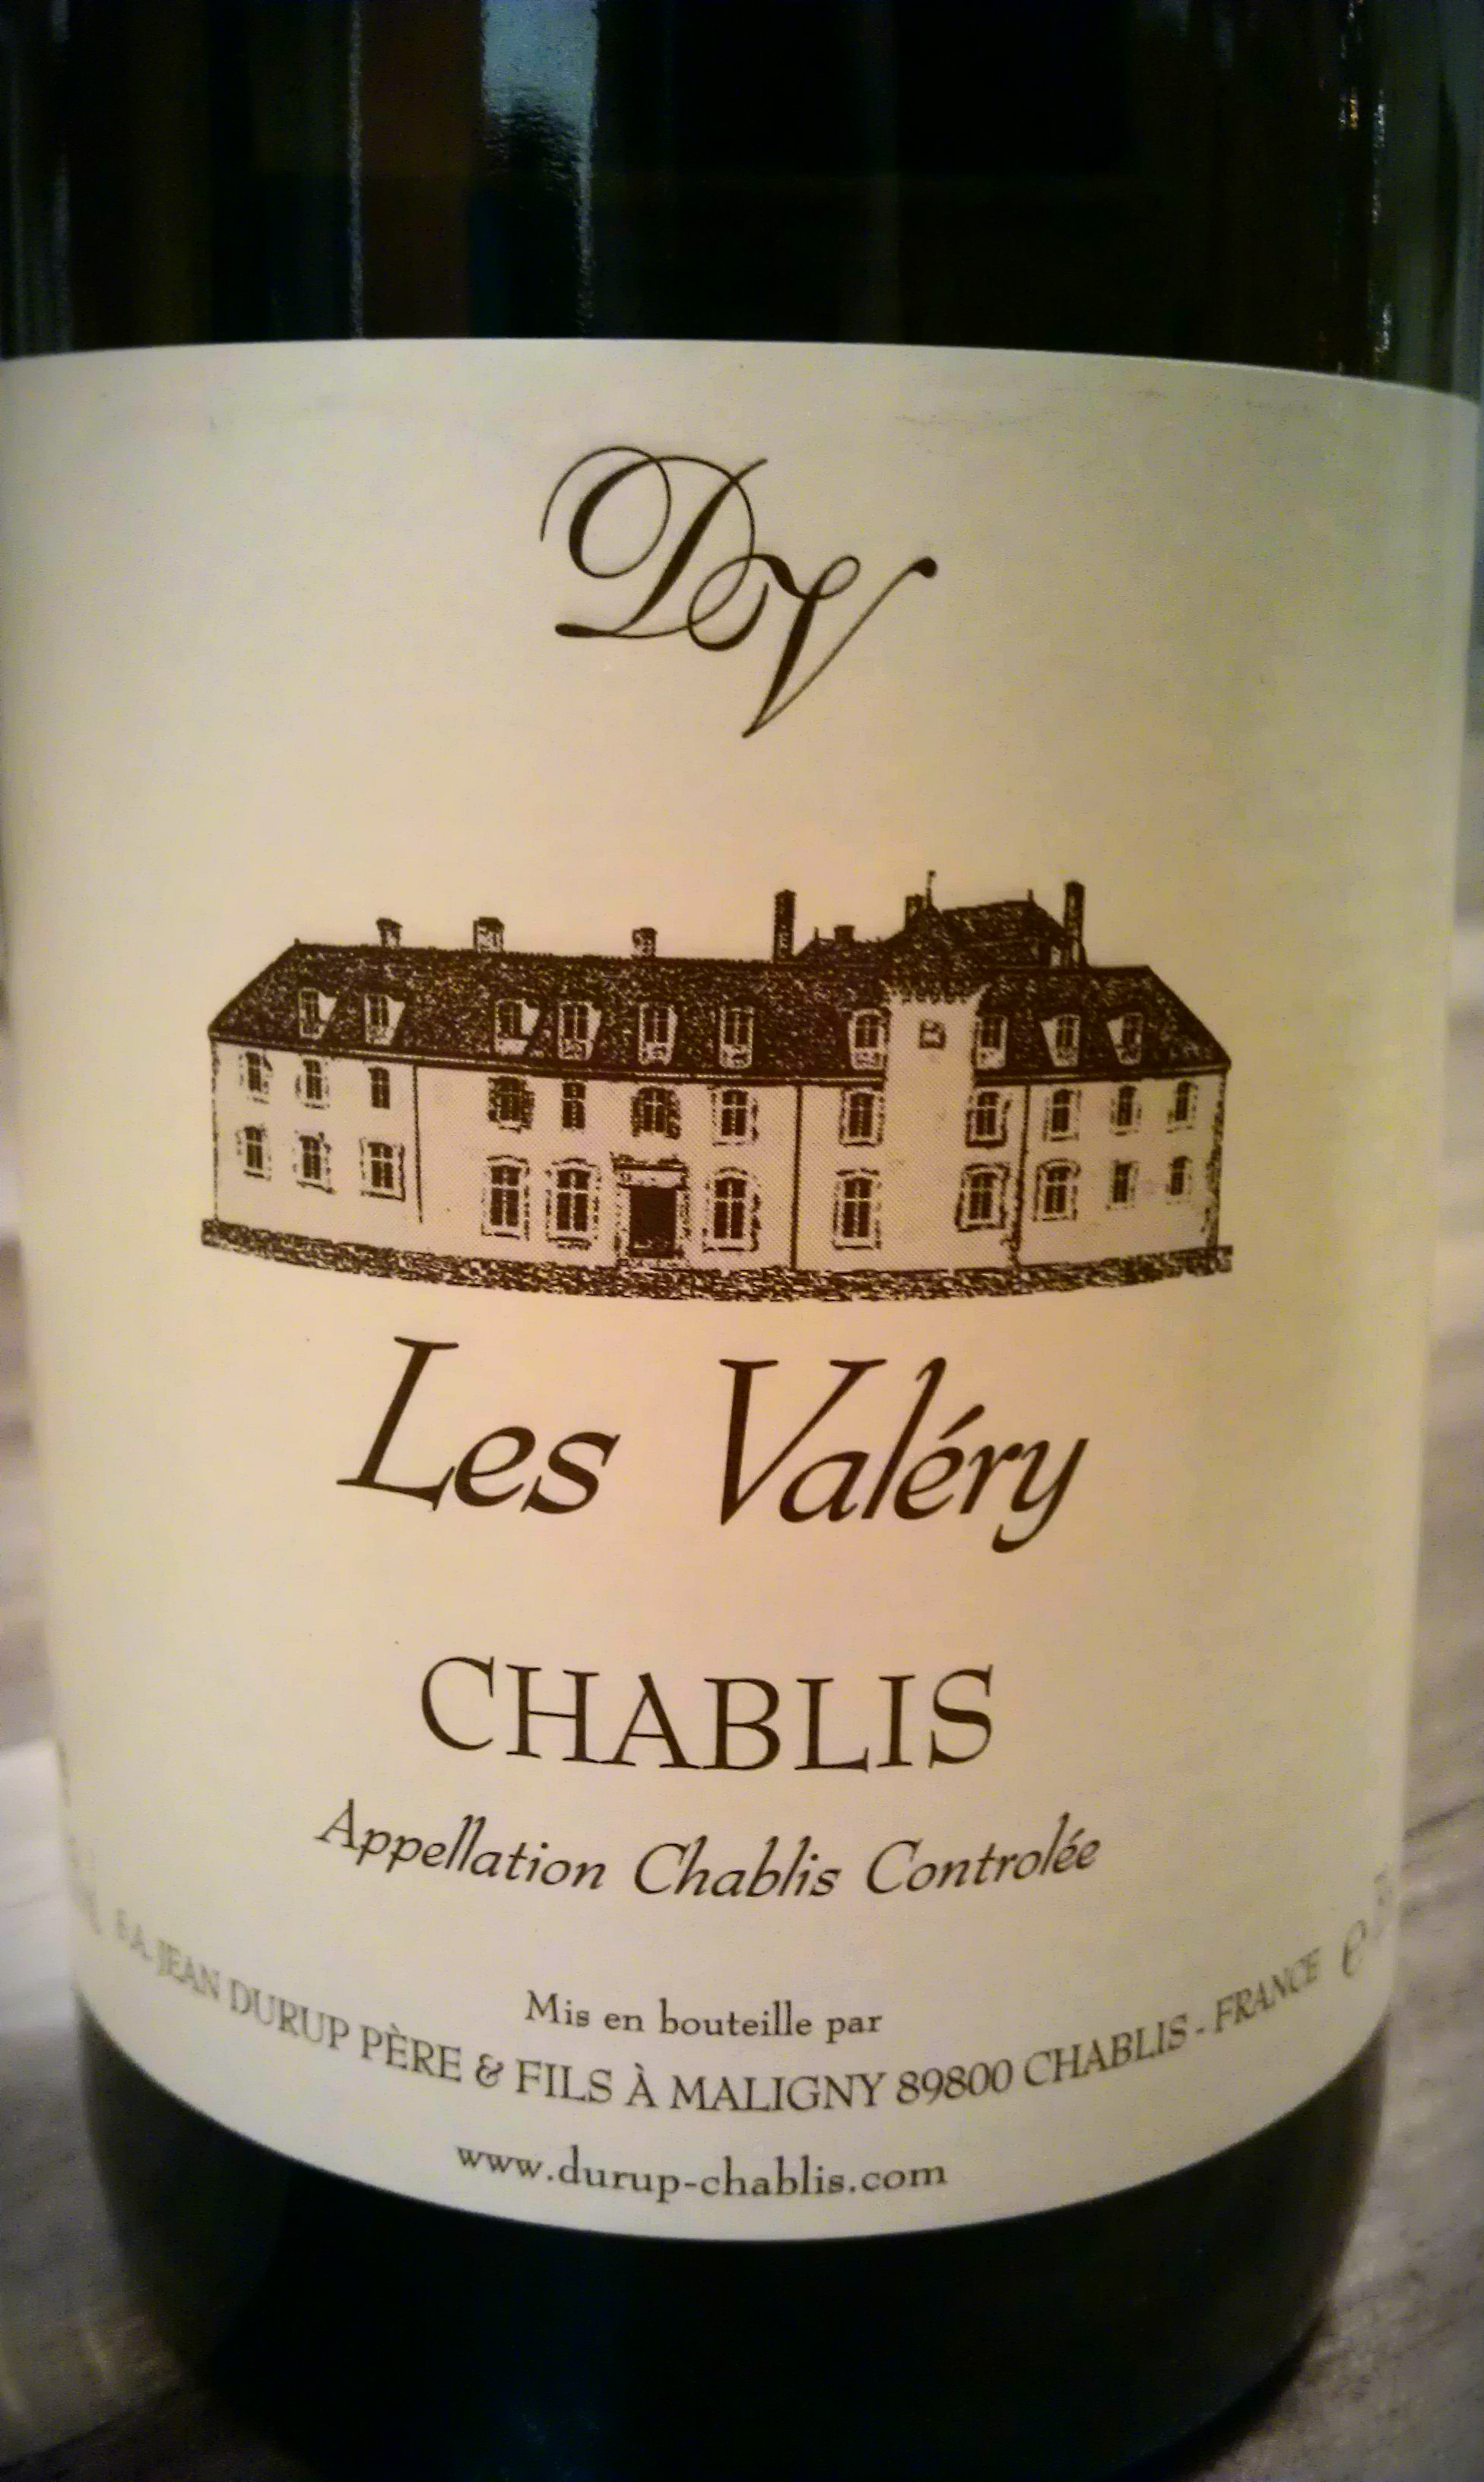 DV
Les Valéry
CHABLIS
Appellation Chablis Controlée
Mis en bouteille par
JEAN DURUP PÈRE & FILS À MALIGNY 89800 CHABLIS - FRANCE e
www.durup-chablis.com